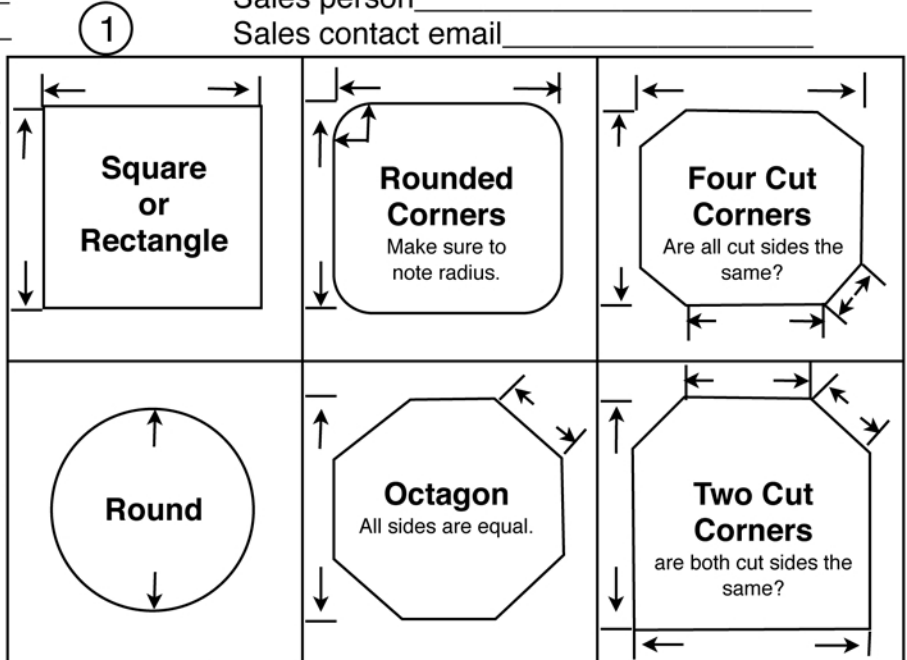 Sales person
1
Sales contact email
Square
or
Rectangle
Rounded
Corners
Make sure to
note radius.
Four Cut
Corners
Are all cut sides the
same?
Round
Octagon
All sides are equal.
Two Cut
Corners
are both cut sides the
same?